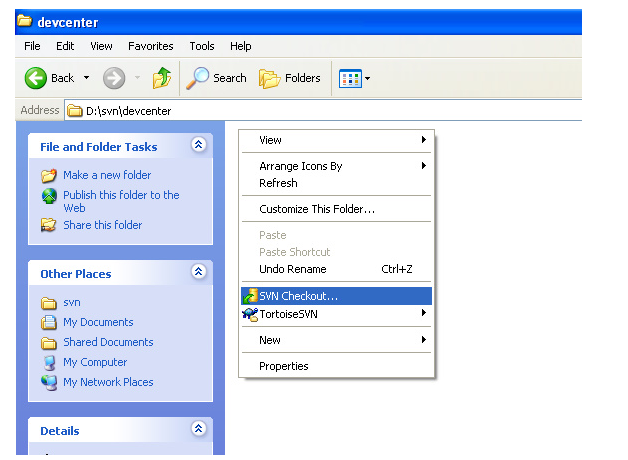 devcenter
File Edit View Favorites Tools Help
Back Search Folders
Address D:\svn\devcenter
File and Folder Tasks
Make a new folder
Publish this folder to the
Web
Share this folder
Other Places
svn
My Documents
Shared Documents
My Computer
My Network Places
Details
View
Arrange Icons By
Refresh
Customize This Folder...
Paste
Paste Shortcut
Undo Rename Ctrl+Z
SVN Checkout...
TortoiseSVN
New
Properties